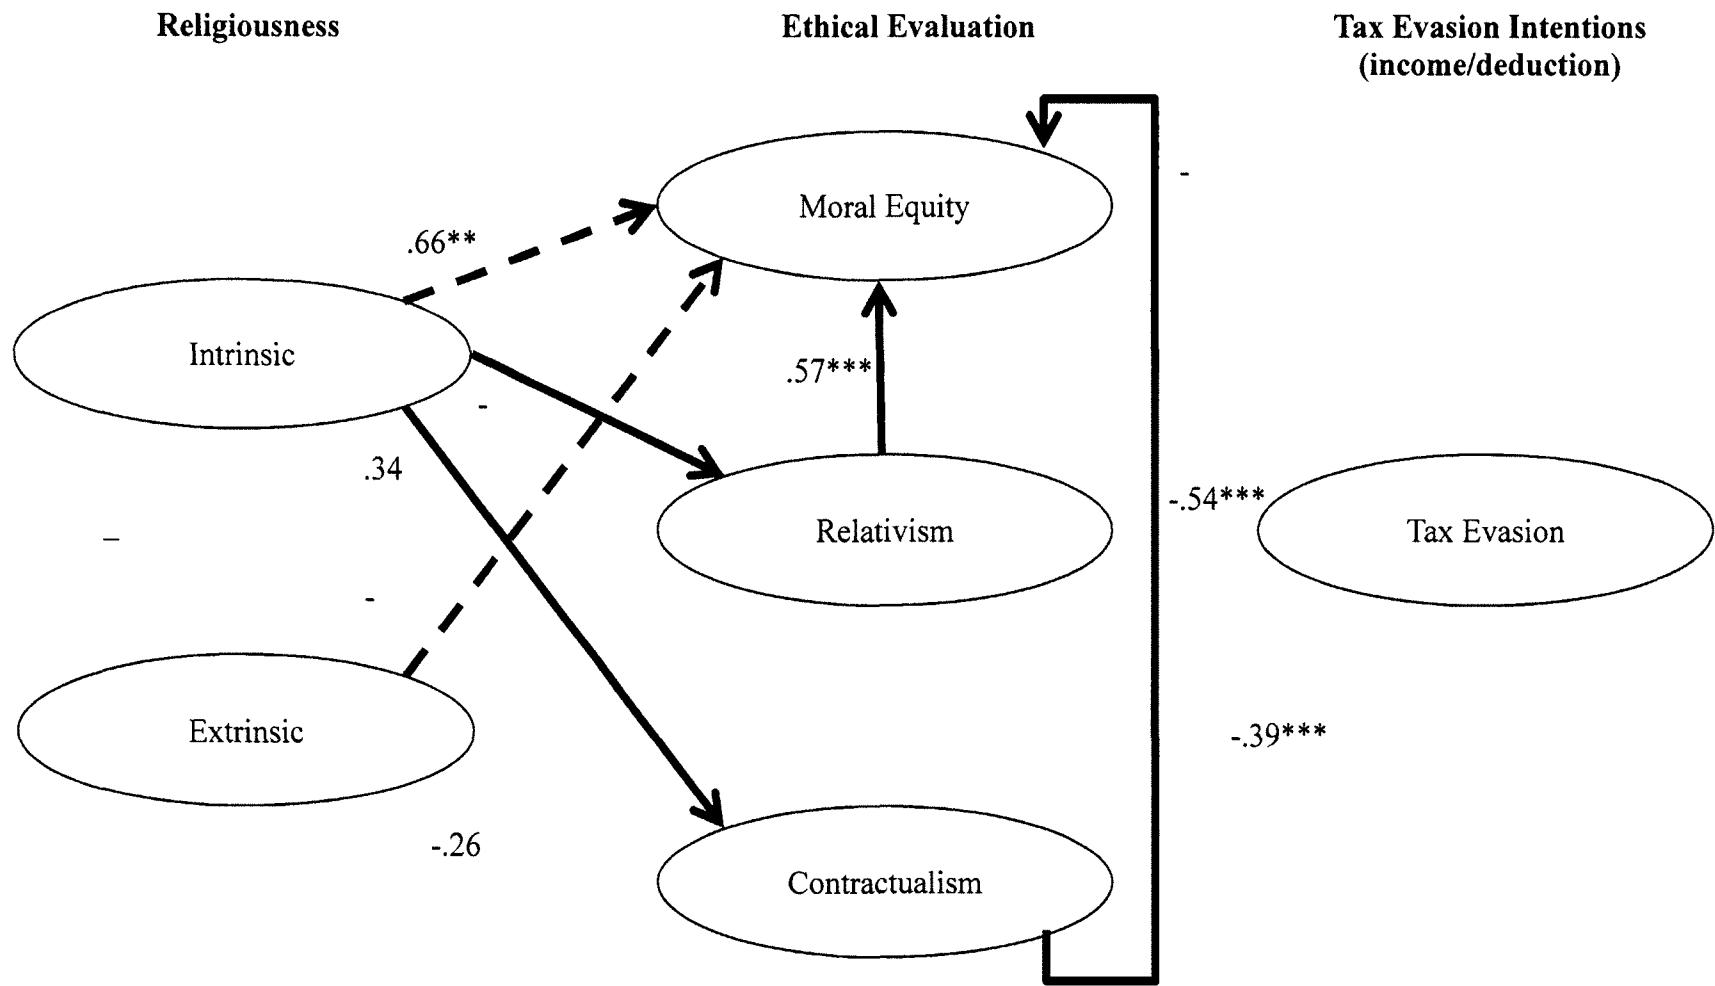 Religiousness
Ethical Evaluation
Tax Evasion Intentions
(income/deduction)
Moral Equity
-
.66**
Intrinsic
.57***
-
.34
-.54***
Relativism
Tax Evasion
–
-
Extrinsic
-.39***
-.26
Contractualism